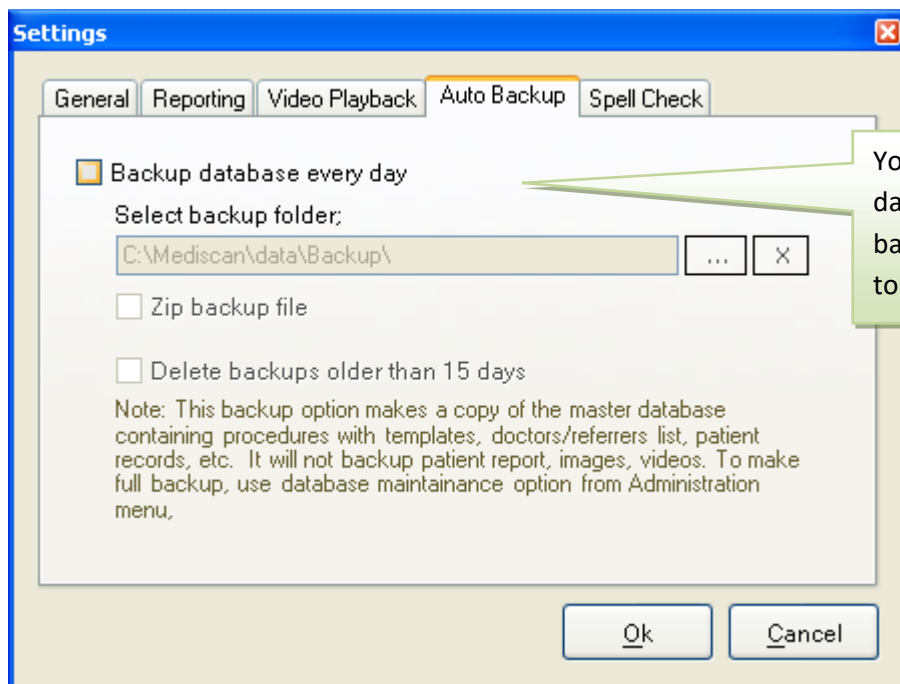 Settings
General Reporting Video Playback Auto Backup Spell Check
Backup database every day
Select backup folder;
C:\Mediscan\data\Backup\ ... X
Zip backup file
Delete backups older than 15 days
Note: This backup option makes a copy of the master database
containing procedures with templates, doctors/referrers list, patient
records, etc. It will not backup patient report, images, videos. To make
full backup, use database maintainance option from Administration
menu,
to
Ok Cancel